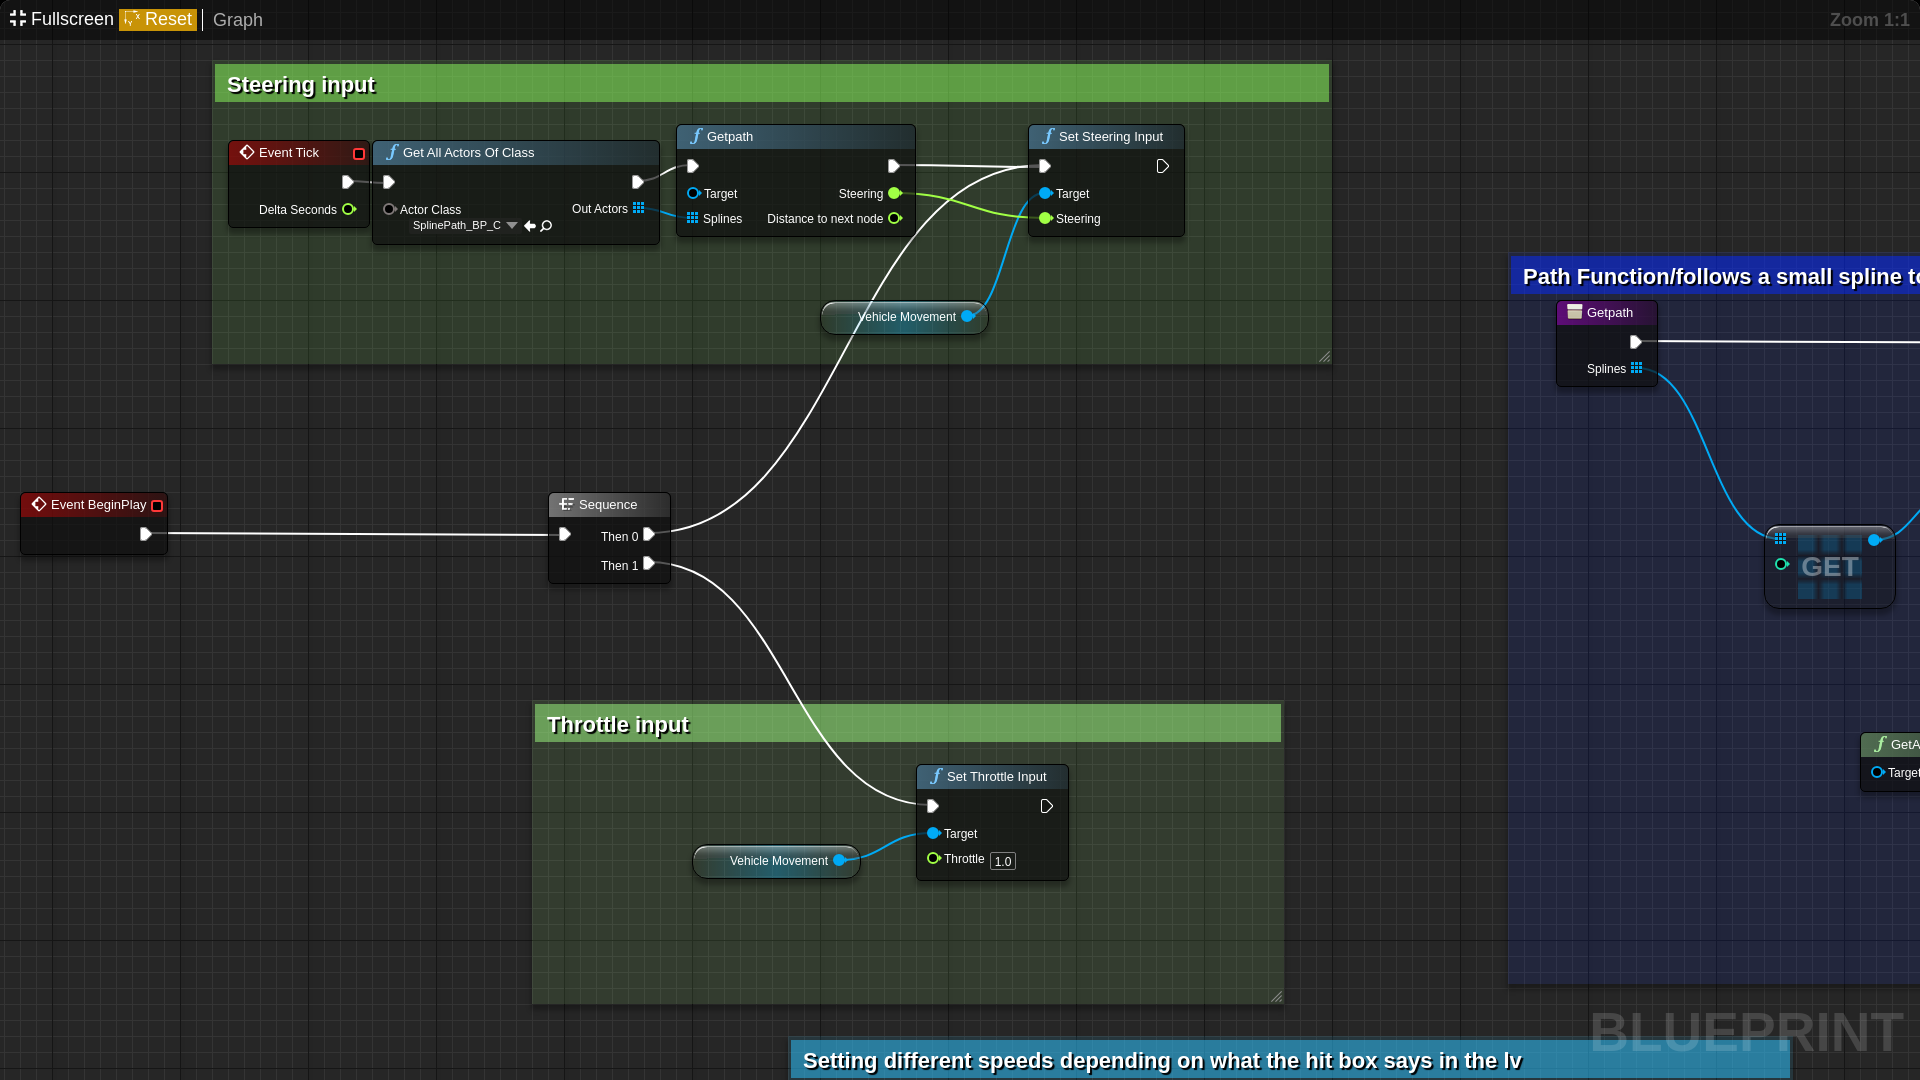 Fullscreen Reset Graph Zoom 1:1
Steering input
Event Tick
Delta Seconds
Get All Actors Of Class
Actor Class
SplinePath_BP_C
Out Actors
Getpath
Target
Splines
Steering
Distance to next node
Set Steering Input
Target
Steering
Vehicle Movement
Path Function/follows a small spline to
Getpath
Splines
GET
Event BeginPlay
Sequence
Then 0
Then 1
Throttle input
Set Throttle Input
Target
Throttle 1.0
Vehicle Movement
GetA
Target
BLUEPRINT
Setting different speeds depending on what the hit box says in the lv